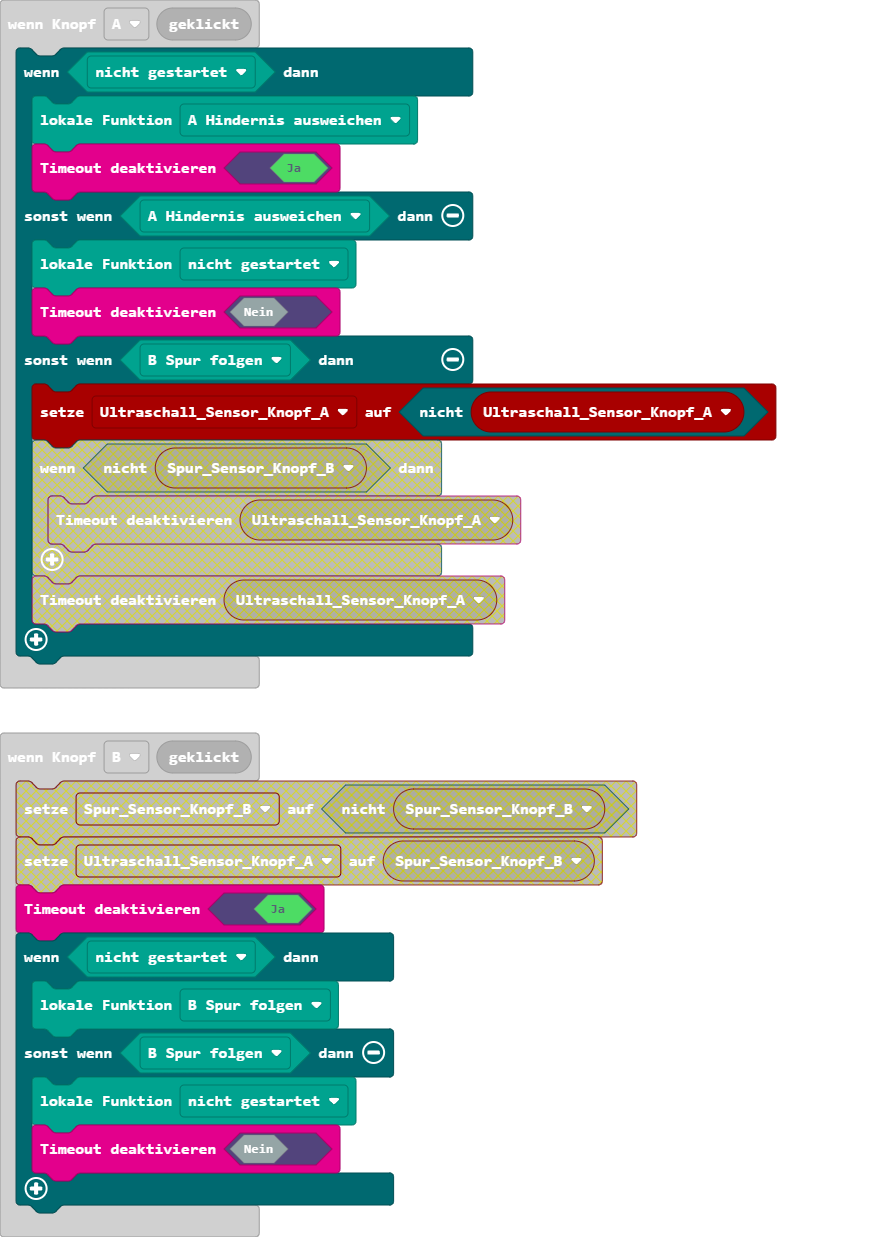 wenn Knopf A geklickt
wenn nicht gestartet dann
lokale Funktion A Hindernis ausweichen
Timeout deaktivieren Ja
sonst wenn A Hindernis ausweichen dann
lokale Funktion nicht gestartet
Timeout deaktivieren Nein
sonst wenn B Spur folgen dann
setze Ultraschall_Sensor_Knopf_A auf nicht Ultraschall_Sensor_Knopf_A
wenn nicht Spur_Sensor_Knopf_B dann
Timeout deaktivieren Ultraschall_Sensor_Knopf_A
Timeout deaktivieren Ultraschall_Sensor_Knopf_A
wenn Knopf B geklickt
setze Spur_Sensor_Knopf_B auf nicht Spur_Sensor_Knopf_B
setze Ultraschall_Sensor_Knopf_A auf Spur_Sensor_Knopf_B
Timeout deaktivieren Ja
wenn nicht gestartet dann
lokale Funktion B Spur folgen
sonst wenn B Spur folgen dann
lokale Funktion nicht gestartet
Timeout deaktivieren Nein